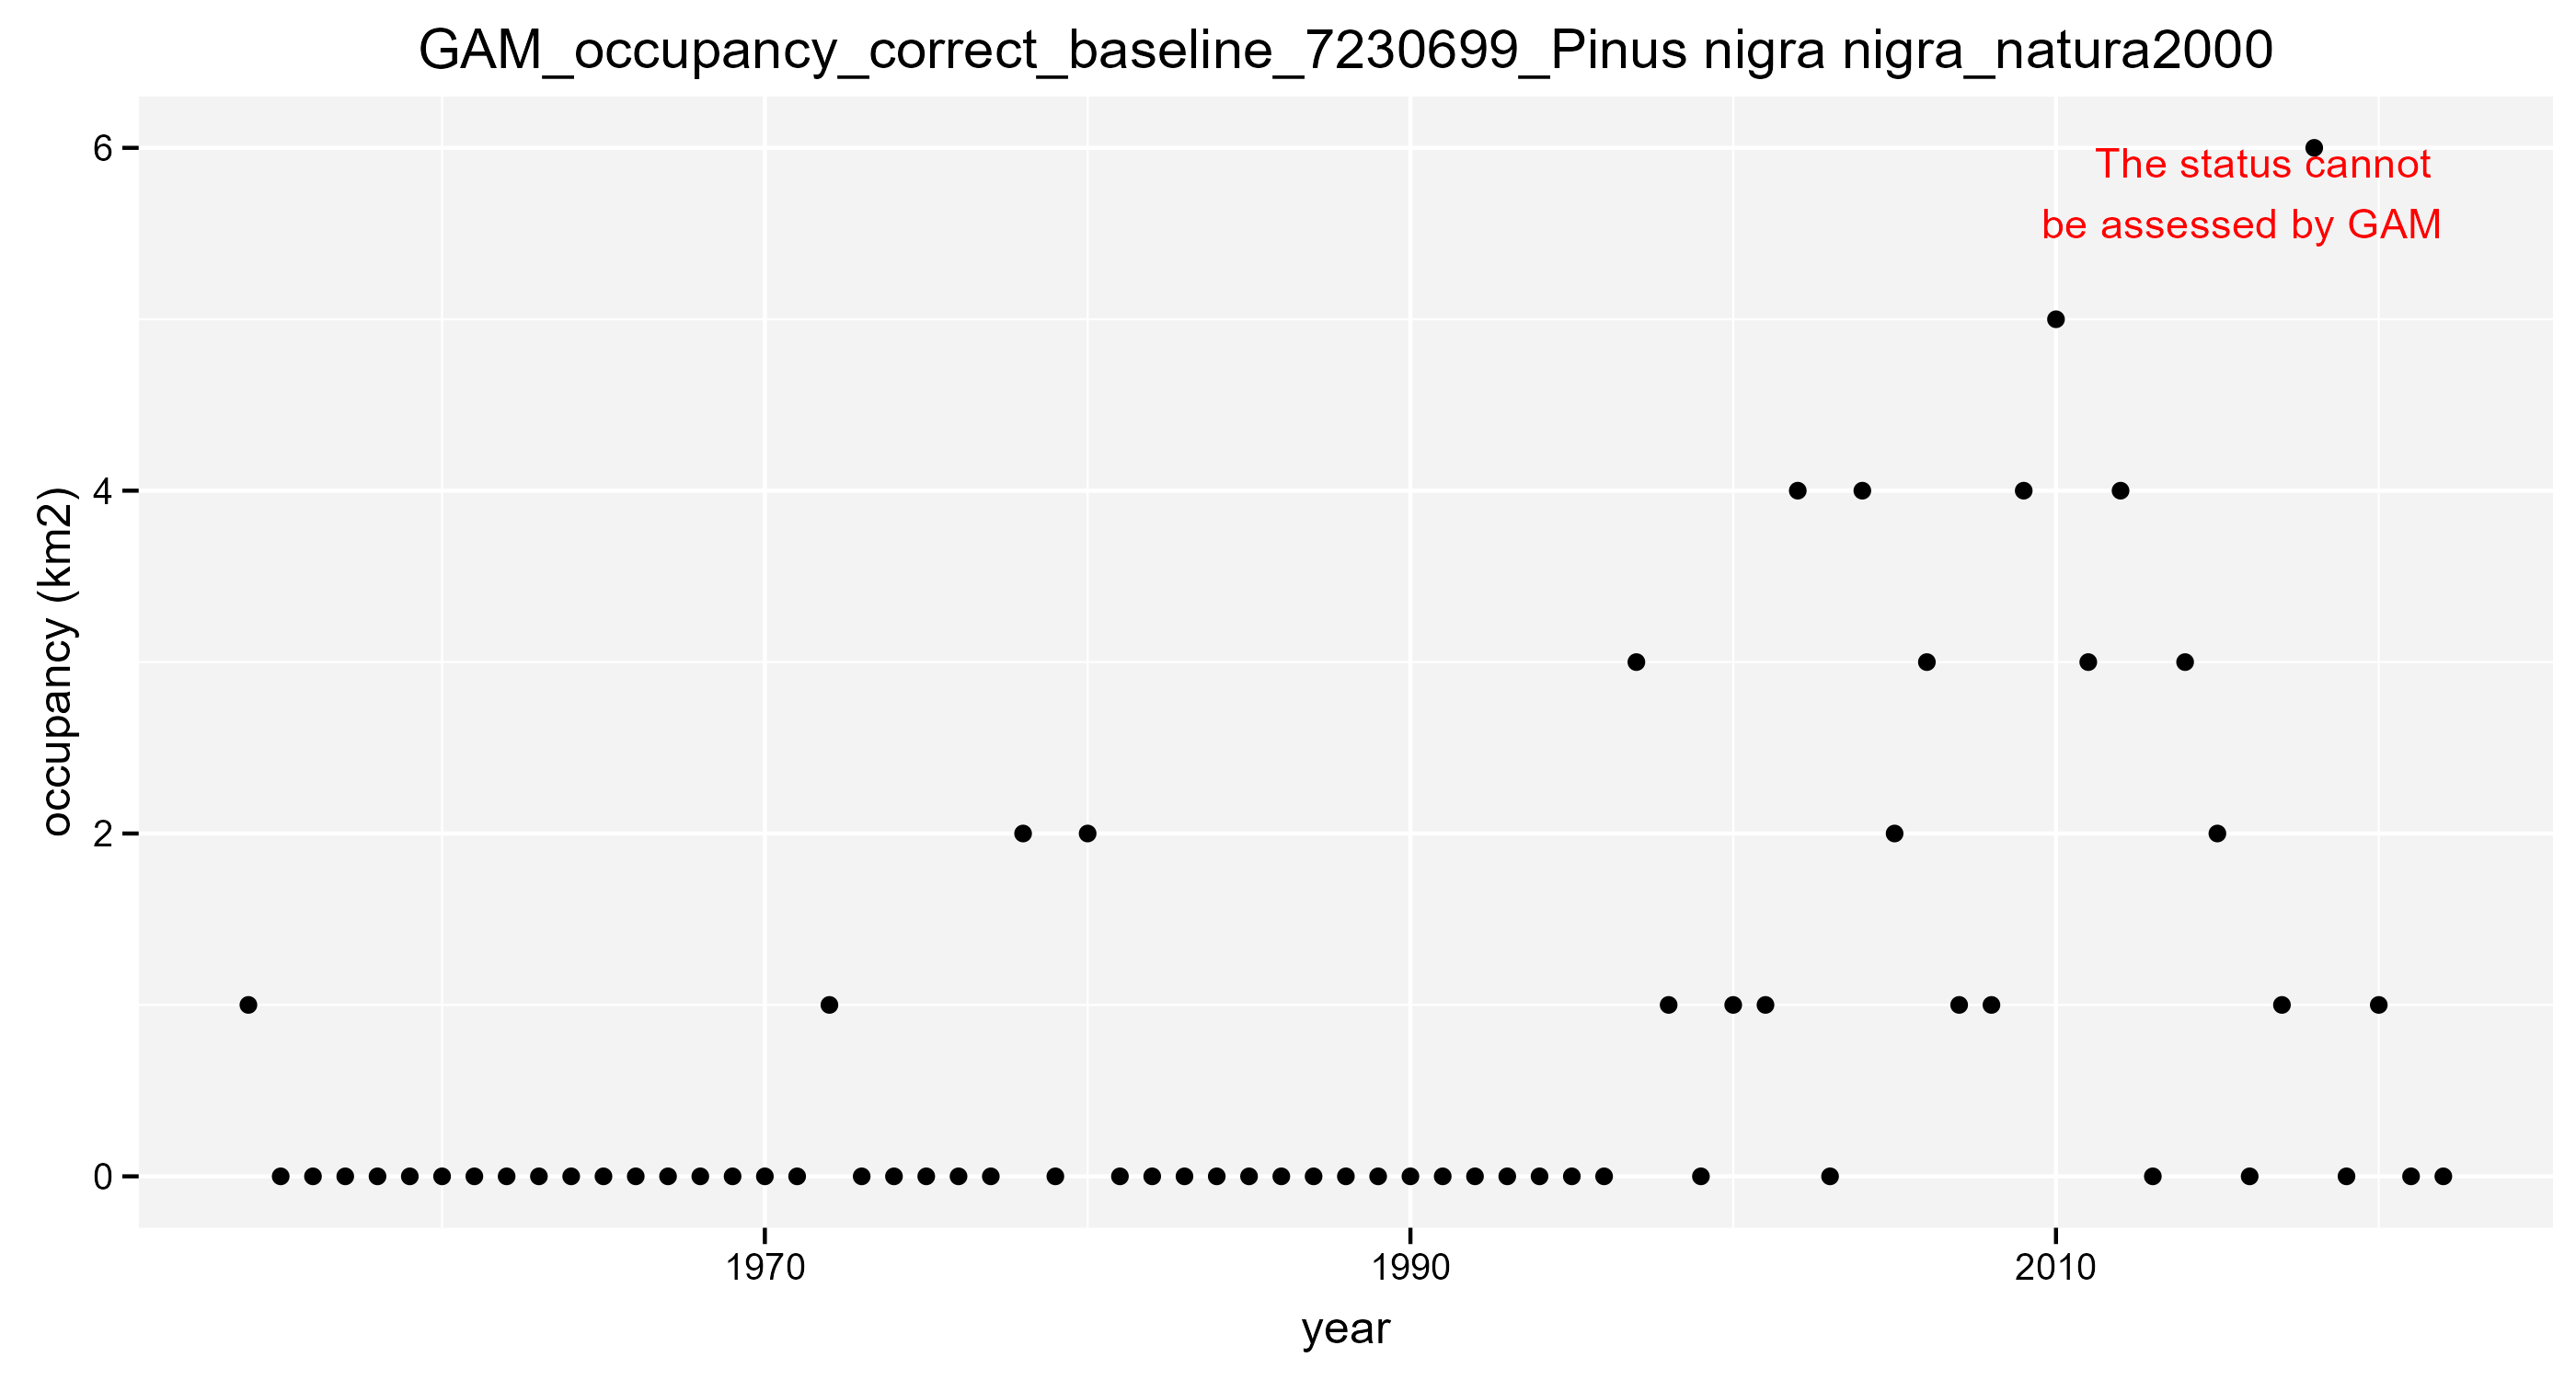 GAM_occupancy_correct_baseline_7230699_Pinus nigra nigra_natura2000
6
The status cannot
be assessed by GAM
4
occupancy (km2)
2
0
1970 1990 2010
year